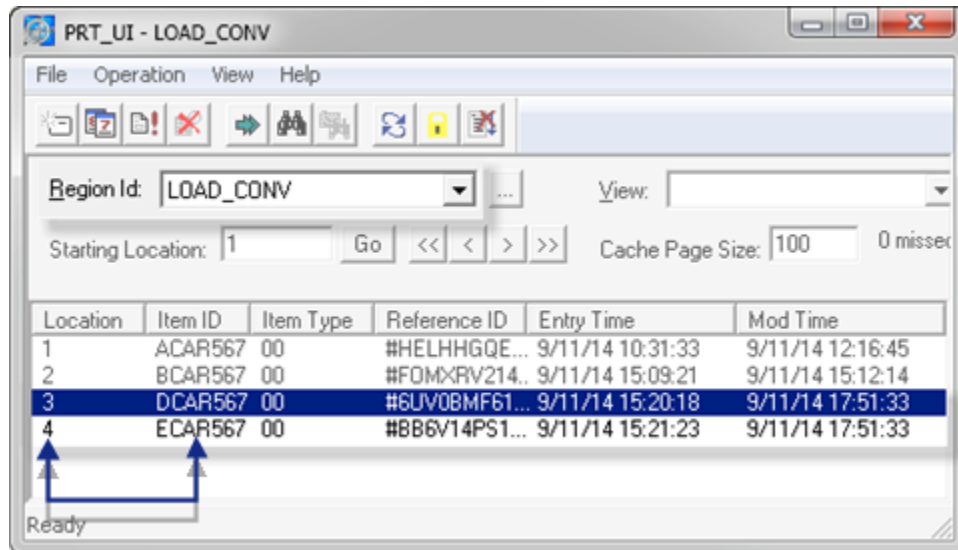 PRT_UI - LOAD_CONV
File Operation View Help
Region Id: LOAD_CONV ... View:
Starting Location: 1 Go << < > >> Cache Page Size: 100 0 missed
Location Item ID Item Type Reference ID Entry Time Mod Time
1 ACAR567 00 #HELHHGQE... 9/11/14 10:31:33 9/11/14 12:16:45
2 BCAR567 00 #FOMXRV214.. 9/11/14 15:09:21 9/11/14 15:12:14
3 DCAR567 00 #6UV0BMF61... 9/11/14 15:20:18 9/11/14 17:51:33
4 ECAR567 00 #BB6V14PS1... 9/11/14 15:21:23 9/11/14 17:51:33
Ready